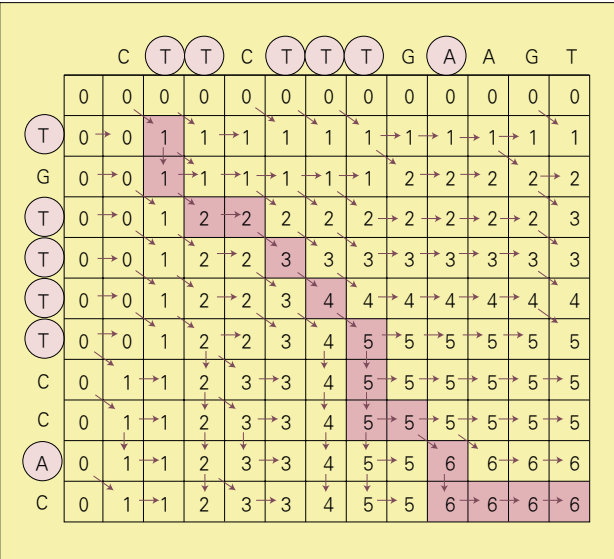 C T T C T T T G A A G T
0 0 0 0 0 0 0 0 0 0 0 0 0
T 0 0 1 1 1 1 1 1 1 1 1 1 1
G 0 0 1 1 1 1 1 1 2 2 2 2 2
T 0 0 1 2 2 2 2 2 2 2 2 2 3
T 0 0 1 2 2 3 3 3 3 3 3 3 3
T 0 0 1 2 2 3 4 4 4 4 4 4 4
T 0 0 1 2 2 3 4 5 5 5 5 5 5
C 0 1 1 2 3 3 4 5 5 5 5 5 5
C 0 1 1 2 3 3 4 5 5 5 5 5 5
A 0 1 1 2 3 3 4 5 5 6 6 6 6
C 0 1 1 2 3 3 4 5 5 6 6 6 6